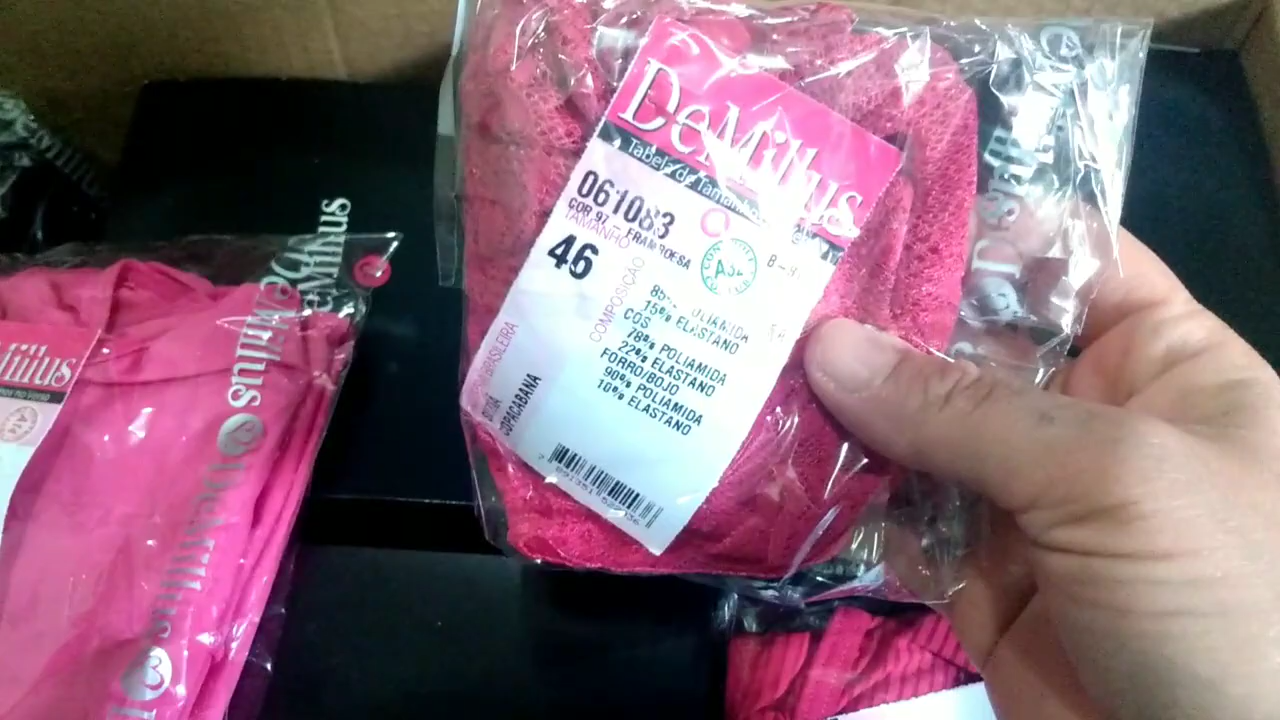 DeMillus
Tabela de Tamanho
061083
COR 97 FRAMBOESA
TAMANHO
46
COMPOSIÇÃO
15% ELASTANO
COS
78% POLIAMIDA
22% ELASTANO
FORRO/BOJO
90% POLIAMIDA
10% ELASTANO
COPACABANA
DeMillus
DeMillus
DeMillus
Millus